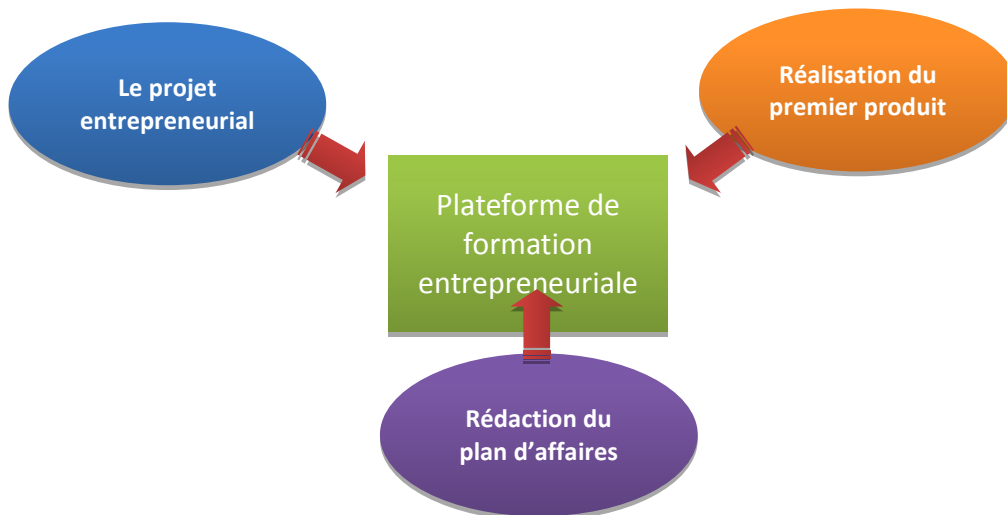 Le projet
entrepreneurial
Réalisation du
premier produit
Plateforme de
formation
entrepreneuriale
Rédaction du
plan d’affaires